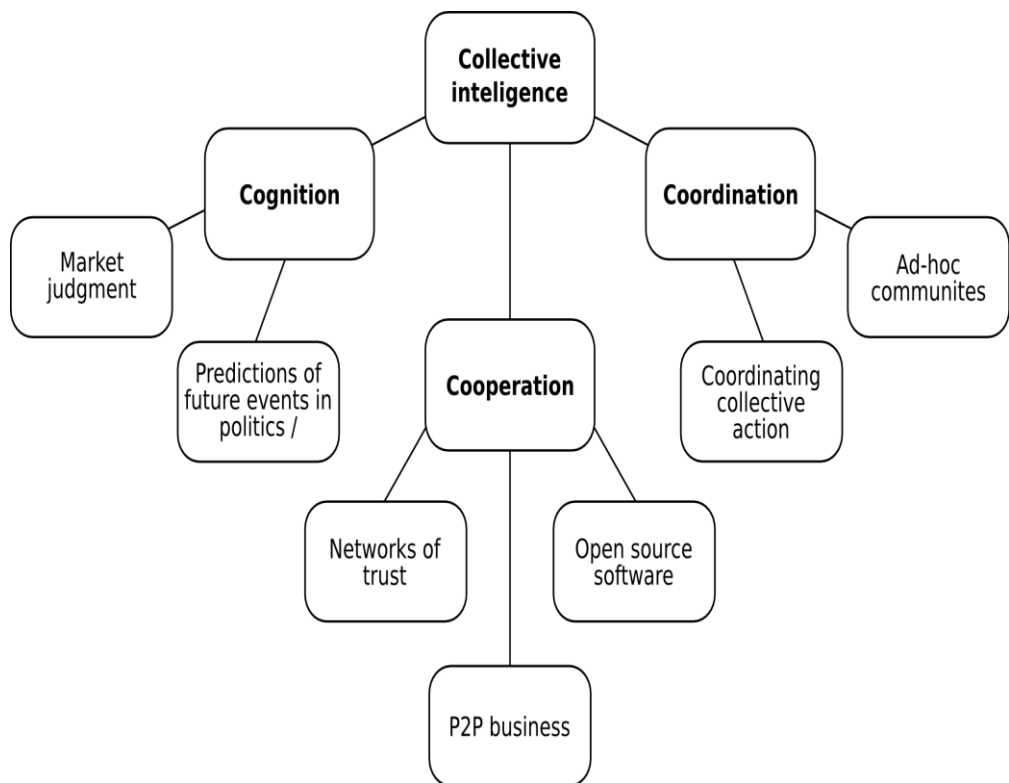 Collective
inteligence
Cognition
Coordination
Market
judgment
Ad-hoc
communites
Predictions of
future events in
politics /
Cooperation
Coordinating
collective
action
Networks of
trust
Open source
software
P2P business